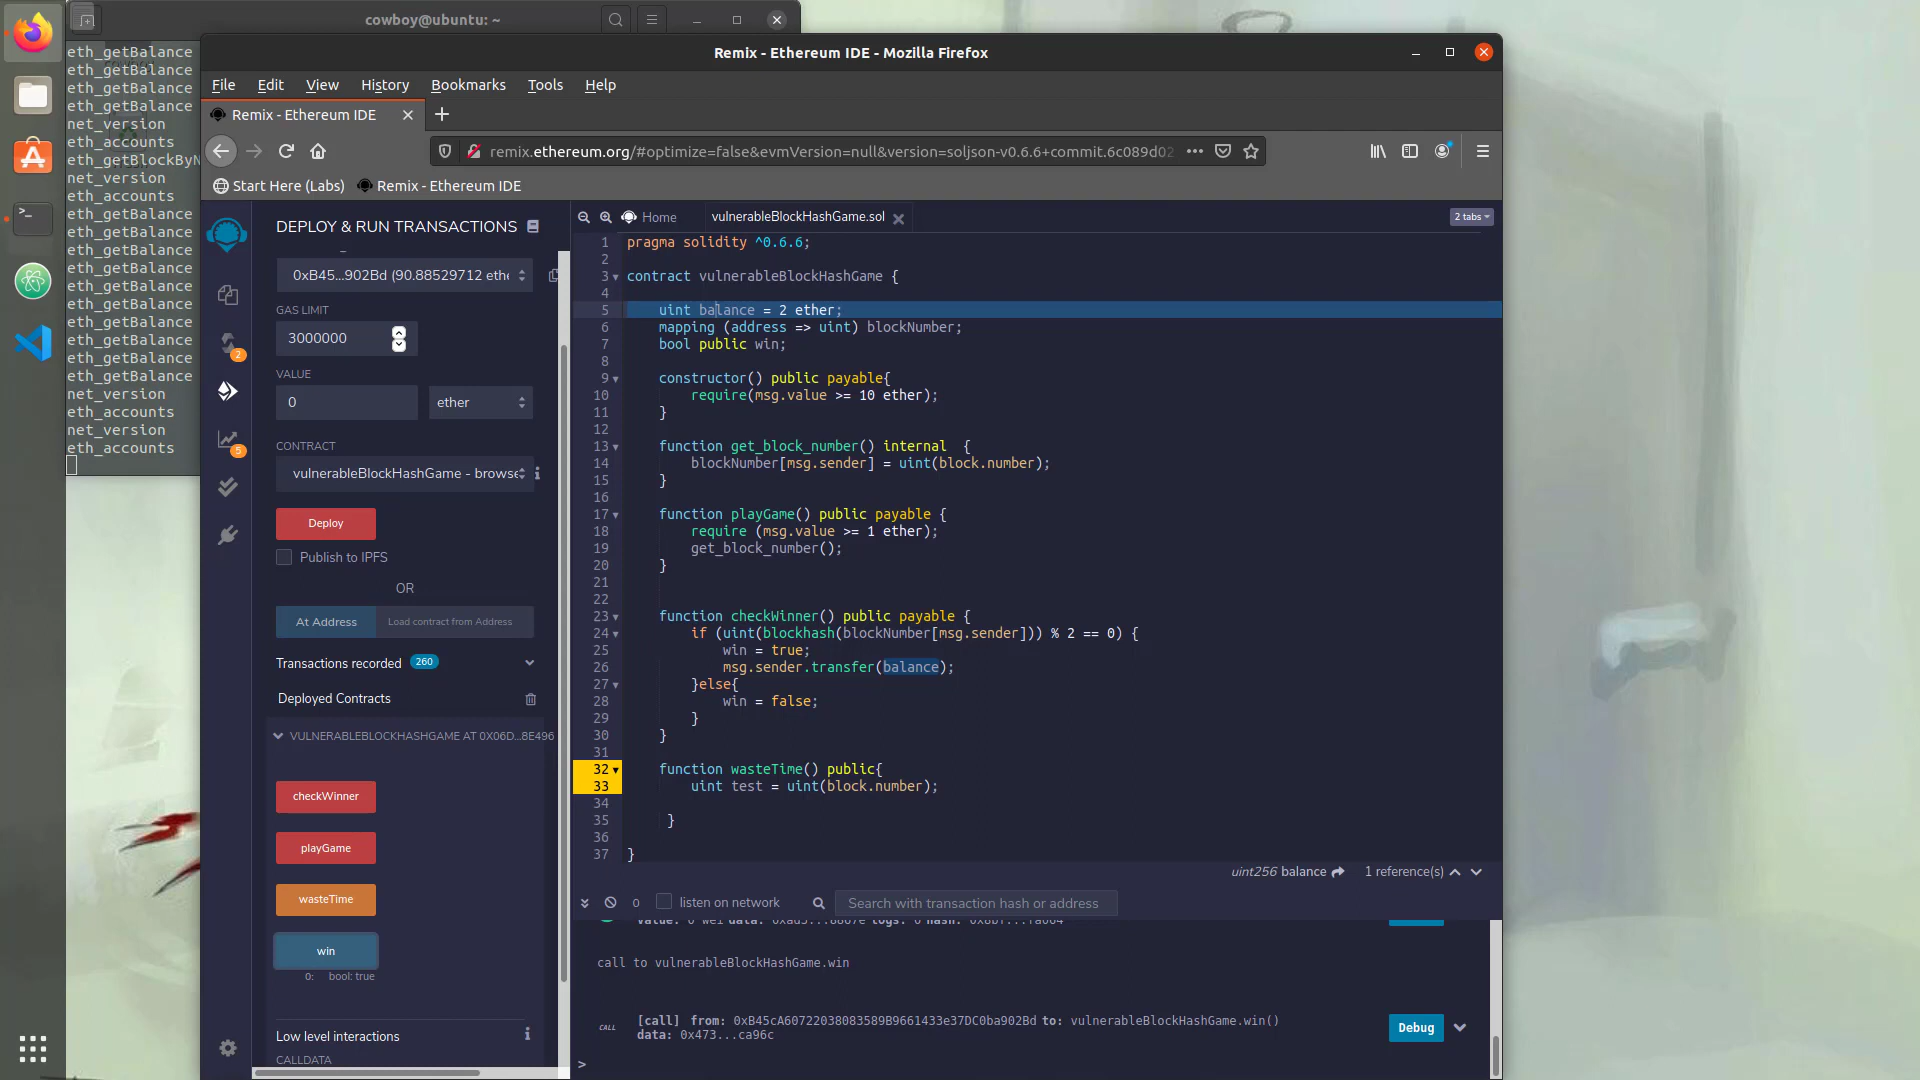 cowboy@ubuntu: ~
eth_getBalance
eth_getBalance
eth_getBalance
eth_getBalance
net_version
eth_accounts
eth_getBlockByN
net_version
eth_accounts
eth_getBalance
eth_getBalance
eth_getBalance
eth_getBalance
eth_getBalance
eth_getBalance
eth_getBalance
eth_getBalance
eth_getBalance
net_version
eth_accounts
net_version
eth_accounts
Remix - Ethereum IDE - Mozilla Firefox
File Edit View History Bookmarks Tools Help
Remix - Ethereum IDE
remix.ethereum.org/#optimize=false&evmVersion=null&version=soljson-v0.6.6+commit.6c089d02
Start Here (Labs) Remix - Ethereum IDE
DEPLOY & RUN TRANSACTIONS
0xB45...902Bd (90.88529712 ethe
GAS LIMIT
3000000
VALUE
0 ether
CONTRACT
vulnerableBlockHashGame - browse
Deploy
Publish to IPFS
OR
At Address Load contract from Address
Transactions recorded 260
Deployed Contracts
VULNERABLEBLOCKHASHGAME AT 0X06D...8E496
checkWinner
playGame
wasteTime
win
0: bool: true
Low level interactions
CALLDATA
2
5
Home vulnerableBlockHashGame.sol 2 tabs
1 pragma solidity ^0.6.6;
2
3 contract vulnerableBlockHashGame {
4
5 uint balance = 2 ether;
6 mapping (address => uint) blockNumber;
7 bool public win;
8
9 constructor() public payable{
10 require(msg.value >= 10 ether);
11 }
12
13 function get_block_number() internal {
14 blockNumber[msg.sender] = uint(block.number);
15 }
16
17 function playGame() public payable {
18 require (msg.value >= 1 ether);
19 get_block_number();
20 }
21
22
23 function checkWinner() public payable {
24 if (uint(blockhash(blockNumber[msg.sender])) % 2 == 0) {
25 win = true;
26 msg.sender.transfer(balance);
27 }else{
28 win = false;
29 }
30 }
31
32 function wasteTime() public{
33 uint test = uint(block.number);
34
35 }
36
37 }
uint256 balance 1 reference(s)
0 listen on network Search with transaction hash or address
call to vulnerableBlockHashGame.win
CALL [call] from: 0xB45cA60722038083589B9661433e37DC0ba902Bd to: vulnerableBlockHashGame.win()
data: 0x473...ca96c
Debug
>